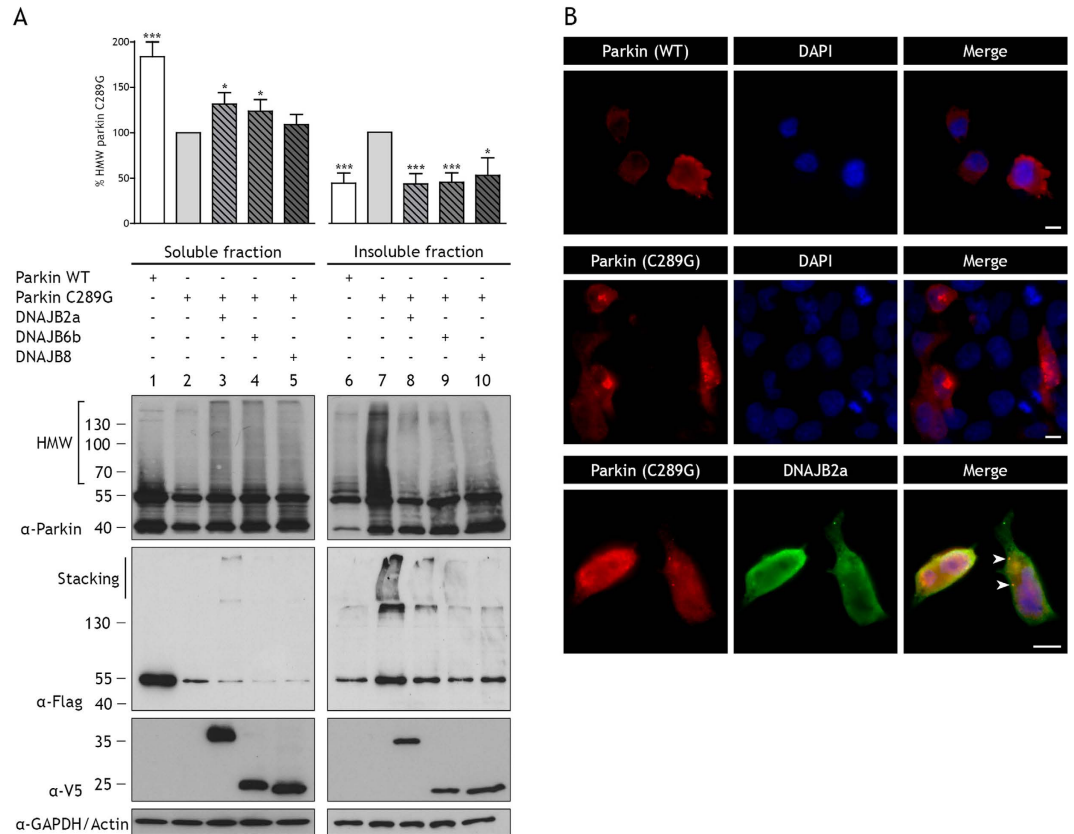 A
% HMW parkin C289G
200
150
100
50
0
***
*
*
***
***
***
*
Soluble fraction
Insoluble fraction
Parkin WT + - - - - + - - - -
Parkin C289G - + + + + - + + + +
DNAJB2a - - + - - - - + - -
DNAJB6b - - - + - - - - + -
DNAJB8 - - - - + - - - - +
1 2 3 4 5 6 7 8 9 10
HMW
130
100
70
55
40
α-Parkin
Stacking
130
55
40
α-Flag
35
25
α-V5
α-GAPDH/Actin
B
Parkin (WT) DAPI Merge
Parkin (C289G) DAPI Merge
Parkin (C289G) DNAJB2a Merge